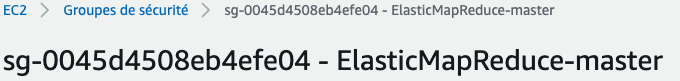 EC2 > Groupes de sécurité > sg-0045d4508eb4efe04 - ElasticMapReduce-master
sg-0045d4508eb4efe04 - ElasticMapReduce-master